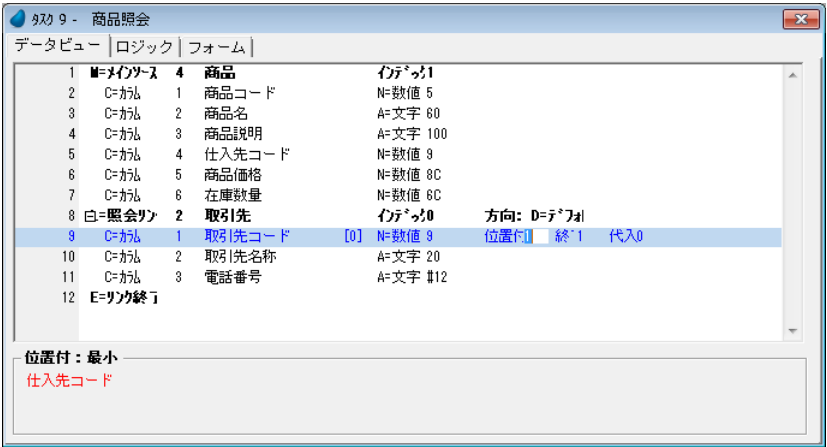 ﾀｽｸ 9 - 商品照会
データビュー ロジック フォーム
1 M=ﾒｲﾝｿｰｽ 4 商品 ｲﾝﾃﾞｯｸ1
2 C=ｶﾗﾑ 1 商品コード N=数値 5
3 C=ｶﾗﾑ 2 商品名 A=文字 60
4 C=ｶﾗﾑ 3 商品説明 A=文字 100
5 C=ｶﾗﾑ 4 仕入先コード N=数値 9
6 C=ｶﾗﾑ 5 商品価格 N=数値 8C
7 C=ｶﾗﾑ 6 在庫数量 N=数値 6C
8 L=照会ﾘﾝ 2 取引先 ｲﾝﾃﾞｯｸ0 方向: D=ﾃﾞﾌｫﾙ
9 C=ｶﾗﾑ 1 取引先コード [0] N=数値 9 位置付1 終了1 代入0
10 C=ｶﾗﾑ 2 取引先名称 A=文字 20
11 C=ｶﾗﾑ 3 電話番号 A=文字 #12
12 E=ﾘﾝｸ終了
位置付：最小
仕入先コード